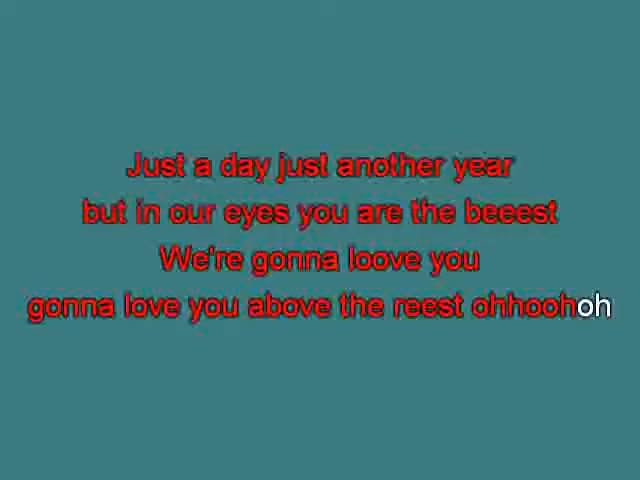 Just a day just another year
but in our eyes you are the beeest
We're gonna loove you
gonna love you above the reest ohhoohoh